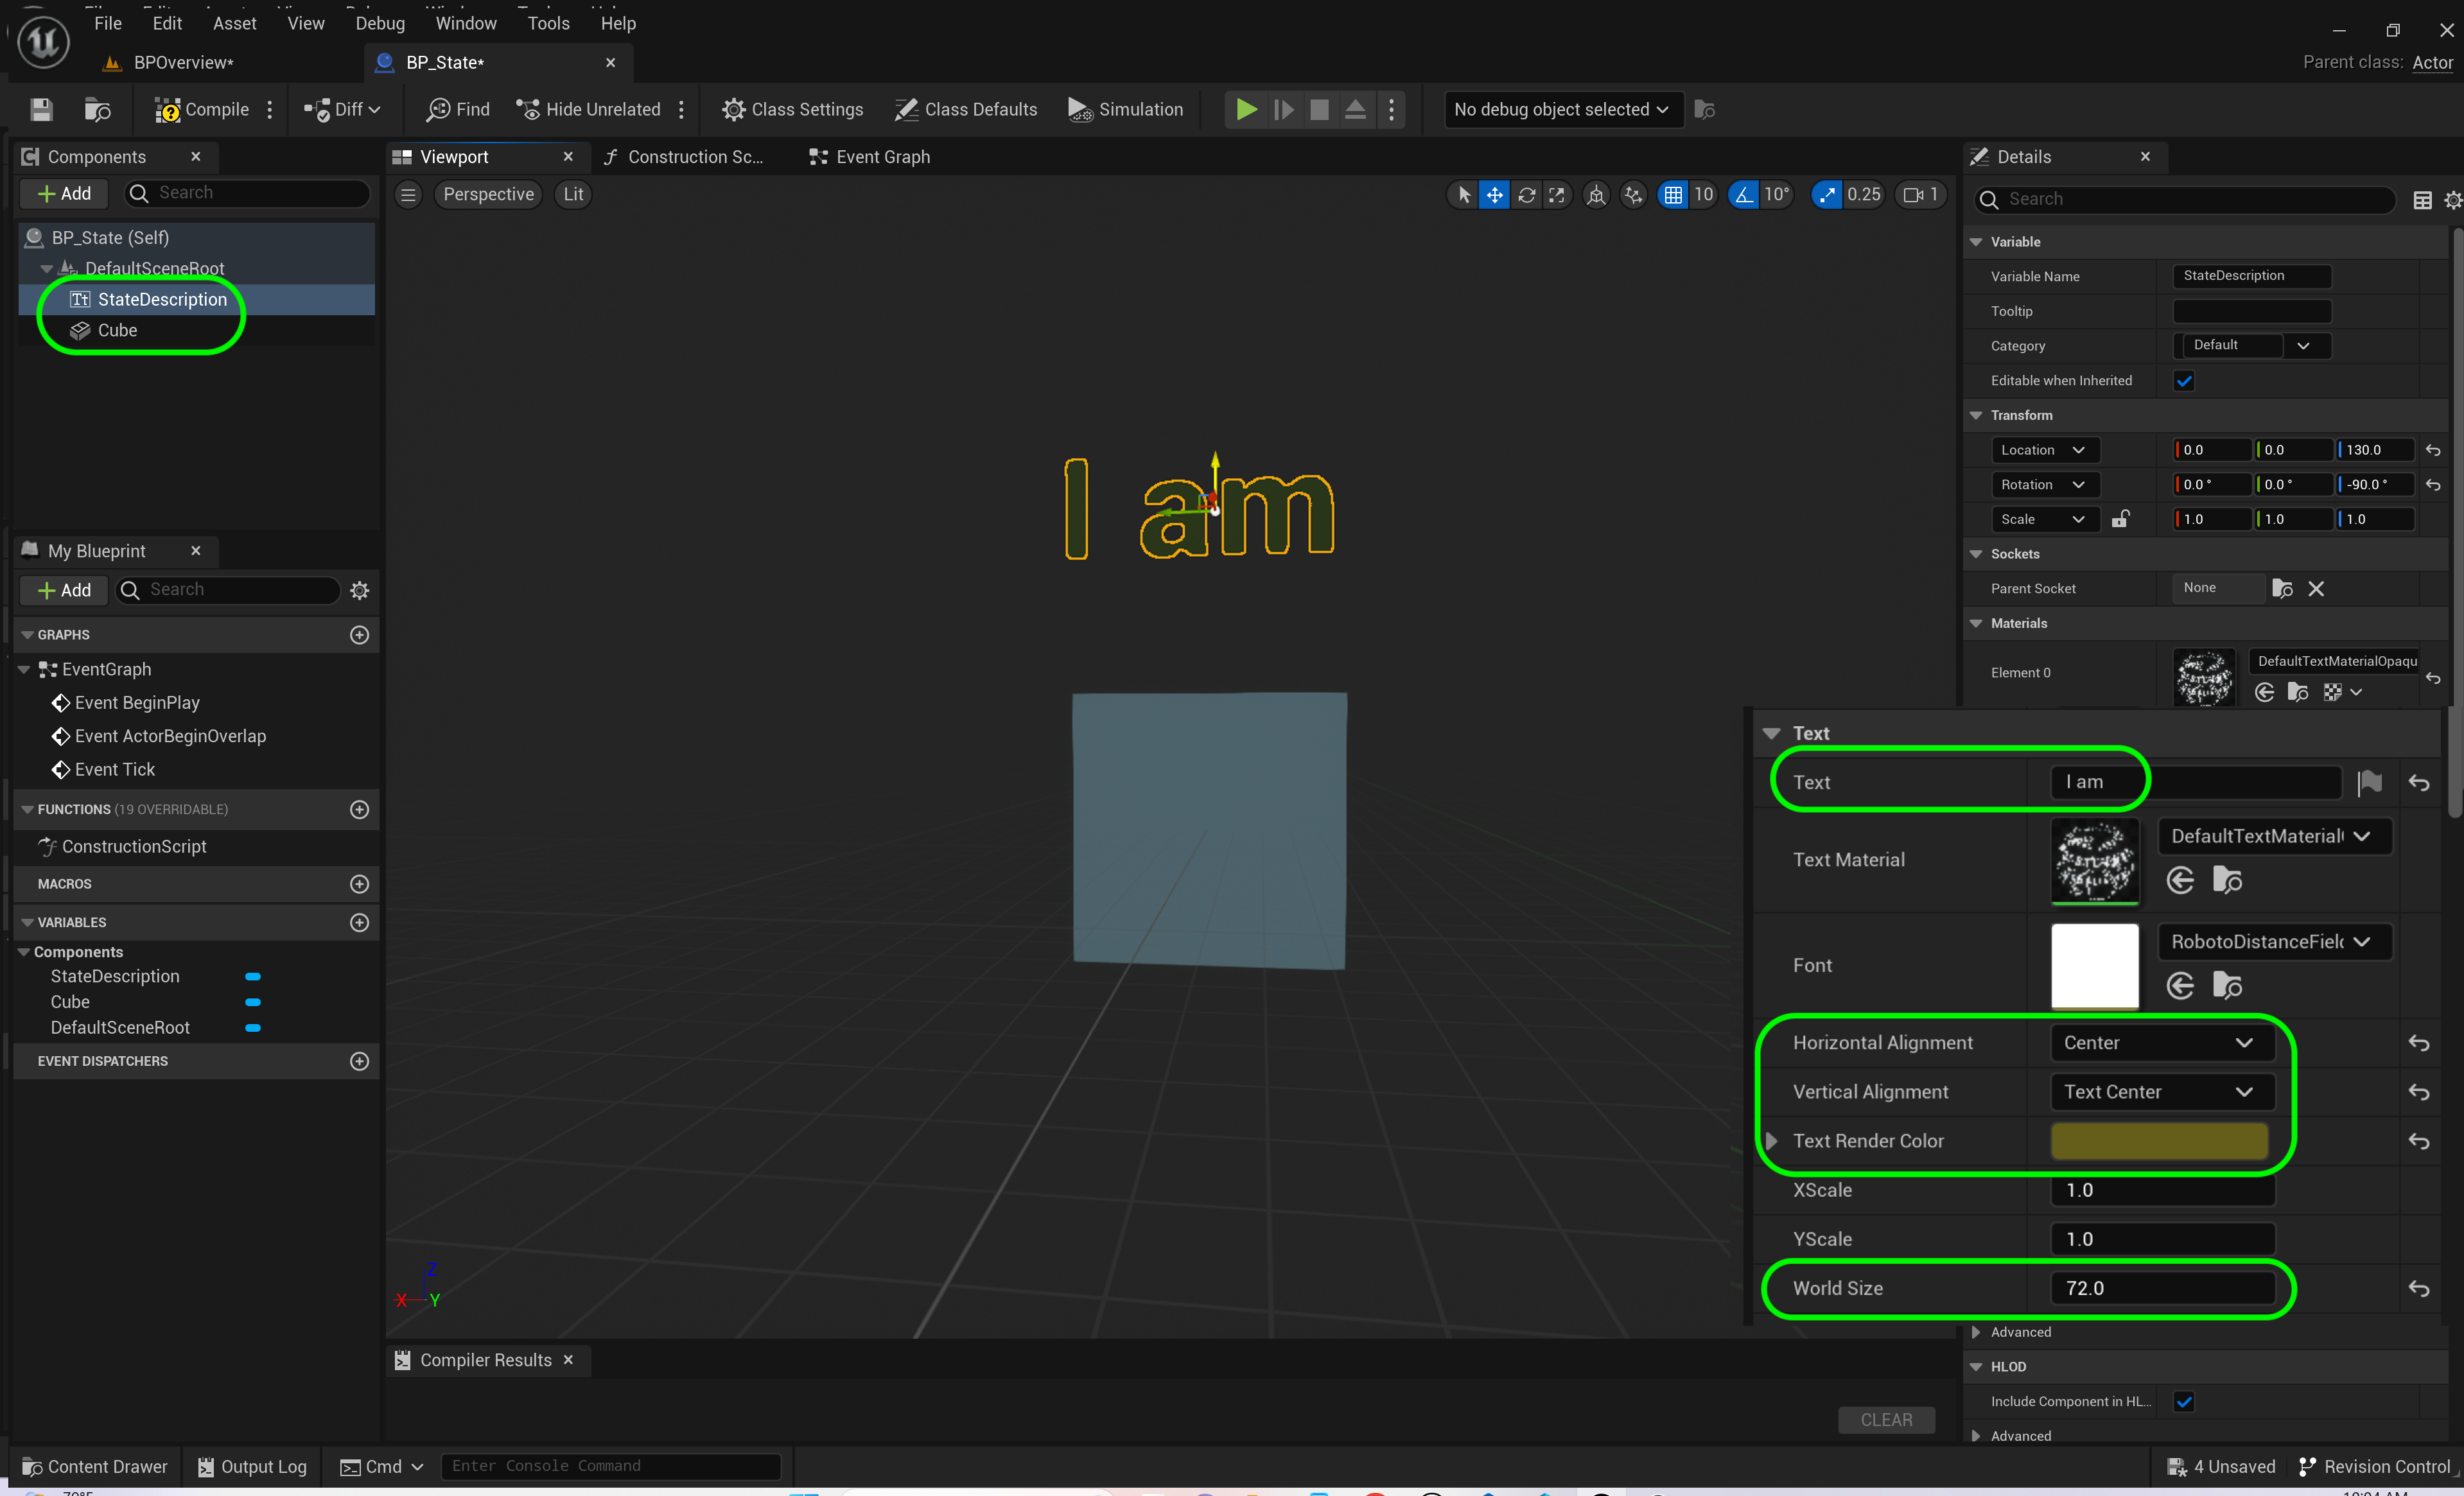 File Edit Asset View Debug Window Tools Help
BPOverview* BP_State*
Parent class: Actor
Compile Diff Find Hide Unrelated Class Settings Class Defaults Simulation No debug object selected
Components Viewport Construction Sc... Event Graph Details
Add Search
Perspective Lit 10 10° 0.25 1
Search
BP_State (Self)
DefaultSceneRoot
StateDescription
Cube
I am
My Blueprint
Add Search
GRAPHS
EventGraph
Event BeginPlay
Event ActorBeginOverlap
Event Tick
FUNCTIONS (19 OVERRIDABLE)
ConstructionScript
MACROS
VARIABLES
Components
StateDescription
Cube
DefaultSceneRoot
EVENT DISPATCHERS
Z
X Y
Variable
Variable Name StateDescription
Tooltip
Category Default
Editable when Inherited
Transform
Location 0.0 0.0 130.0
Rotation 0.0 ° 0.0 ° -90.0 °
Scale 1.0 1.0 1.0
Sockets
Parent Socket None
Materials
Element 0 DefaultTextMaterialOpaqu
Text
Text I am
Text Material DefaultTextMaterial
Font RobotoDistanceField
Horizontal Alignment Center
Vertical Alignment Text Center
Text Render Color
XScale 1.0
YScale 1.0
World Size 72.0
Advanced
HLOD
Include Component in HL...
Advanced
Compiler Results
CLEAR
Content Drawer Output Log Cmd Enter Console Command 4 Unsaved Revision Control